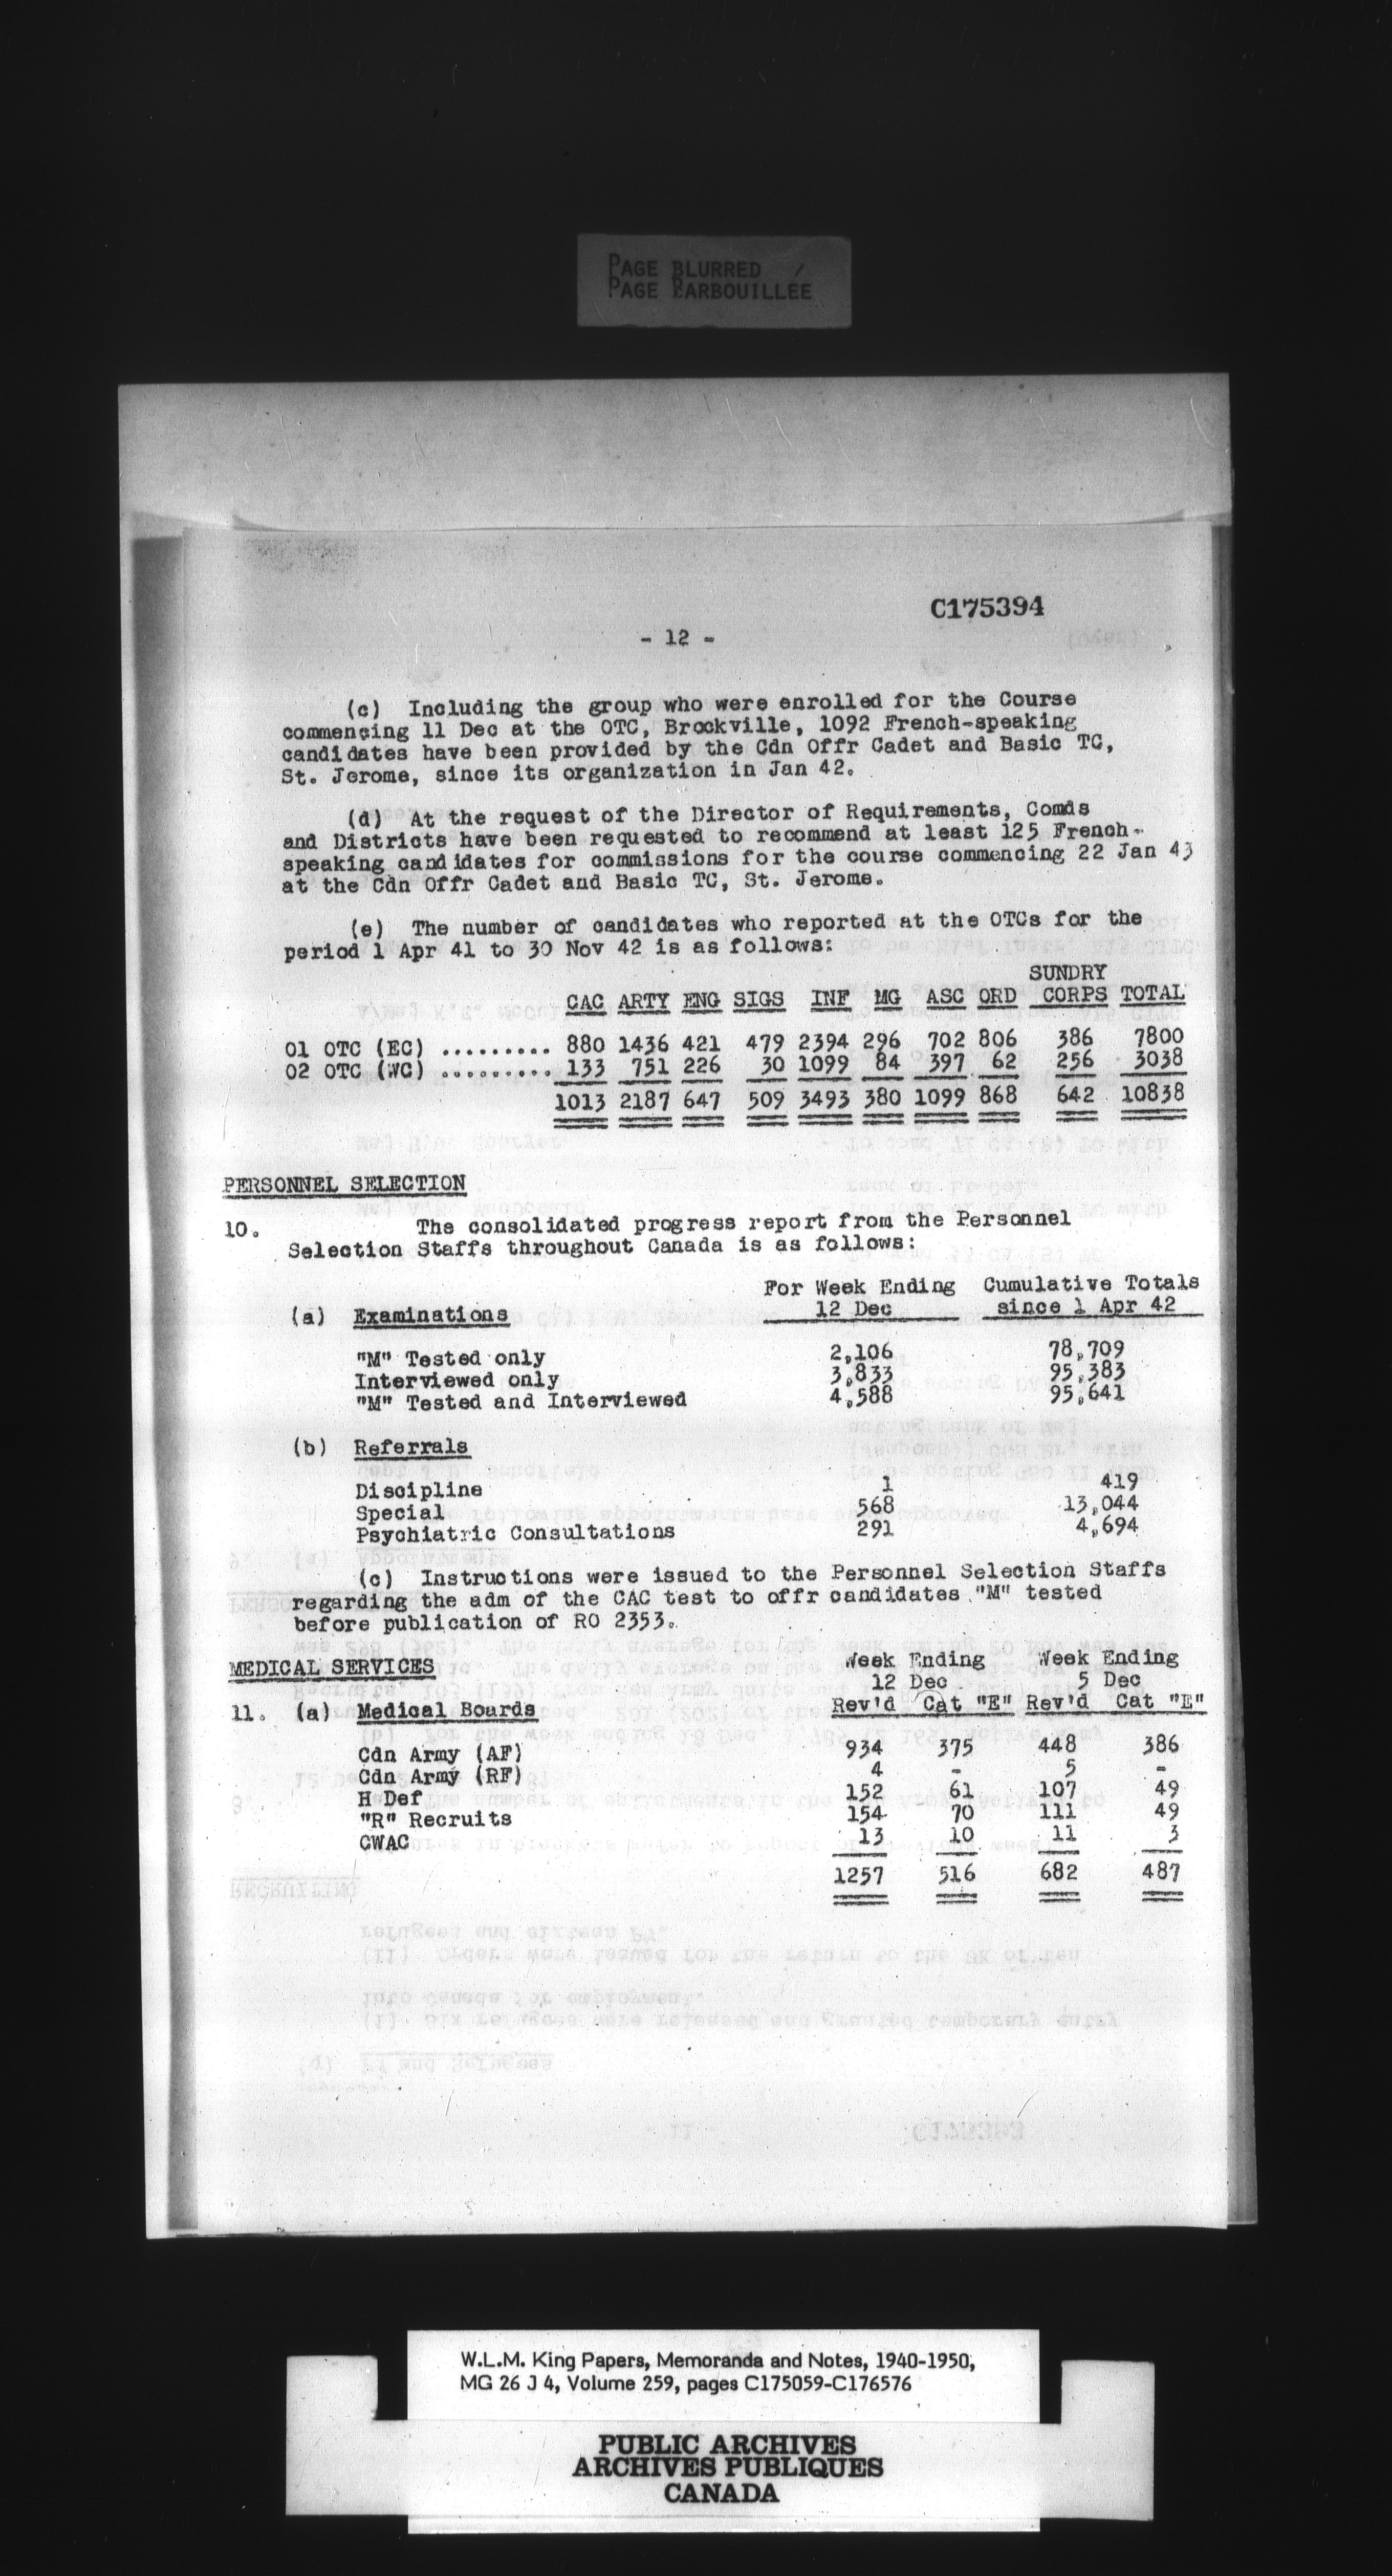 PAGE BLURRED /
PAGE BARBOUILLÉE
C175394
- 12 -
(c) Including the group who were enrolled for the Course
commencing 11 Dec at the OTC, Brockville, 1092 French-speaking
candidates have been provided by the Cdn Offr Cadet and Basic TC,
St. Jerome, since its organization in Jan 42.
(d) At the request of the Director of Requirements, Comds
and Districts have been requested to recommend at least 125 French-
speaking candidates for commissions for the course commencing 22 Jan 43
at the Cdn Offr Cadet and Basic TC, St. Jerome.
(e) The number of candidates who reported at the OTCs for the
period 1 Apr 41 to 30 Nov 42 is as follows:
SUNDRY
CAC ARTY ENG SIGS INF MG ASC ORD CORPS TOTAL
01 OTC (EC) ......... 880 1436 421 479 2394 296 702 806 386 7800
02 OTC (WC) ......... 133 751 226 30 1099 84 397 62 256 3038
1013 2187 647 509 3493 380 1099 868 642 10838
PERSONNEL SELECTION
10. The consolidated progress report from the Personnel
Selection Staffs throughout Canada is as follows:
For Week Ending Cumulative Totals
(a) Examinations 12 Dec since 1 Apr 42
"M" Tested only 2,106 78,709
Interviewed only 3,833 95,383
"M" Tested and Interviewed 4,588 95,641
(b) Referrals
Discipline 1 419
Special 568 13,044
Psychiatric Consultations 291 4,694
(c) Instructions were issued to the Personnel Selection Staffs
regarding the adm of the CAC test to offr candidates "M" tested
before publication of RO 2353.
MEDICAL SERVICES Week Ending Week Ending
12 Dec 5 Dec
11. (a) Medical Boards Rev'd Cat "E" Rev'd Cat "E"
Cdn Army (AF) 934 375 448 386
Cdn Army (RF) 4 - 5 -
H Def 152 61 107 49
"R" Recruits 154 70 111 49
CWAC 13 10 11 3
1257 516 682 487
W.L.M. King Papers, Memoranda and Notes, 1940-1950,
MG 26 J 4, Volume 259, pages C175059-C176576
PUBLIC ARCHIVES
ARCHIVES PUBLIQUES
CANADA